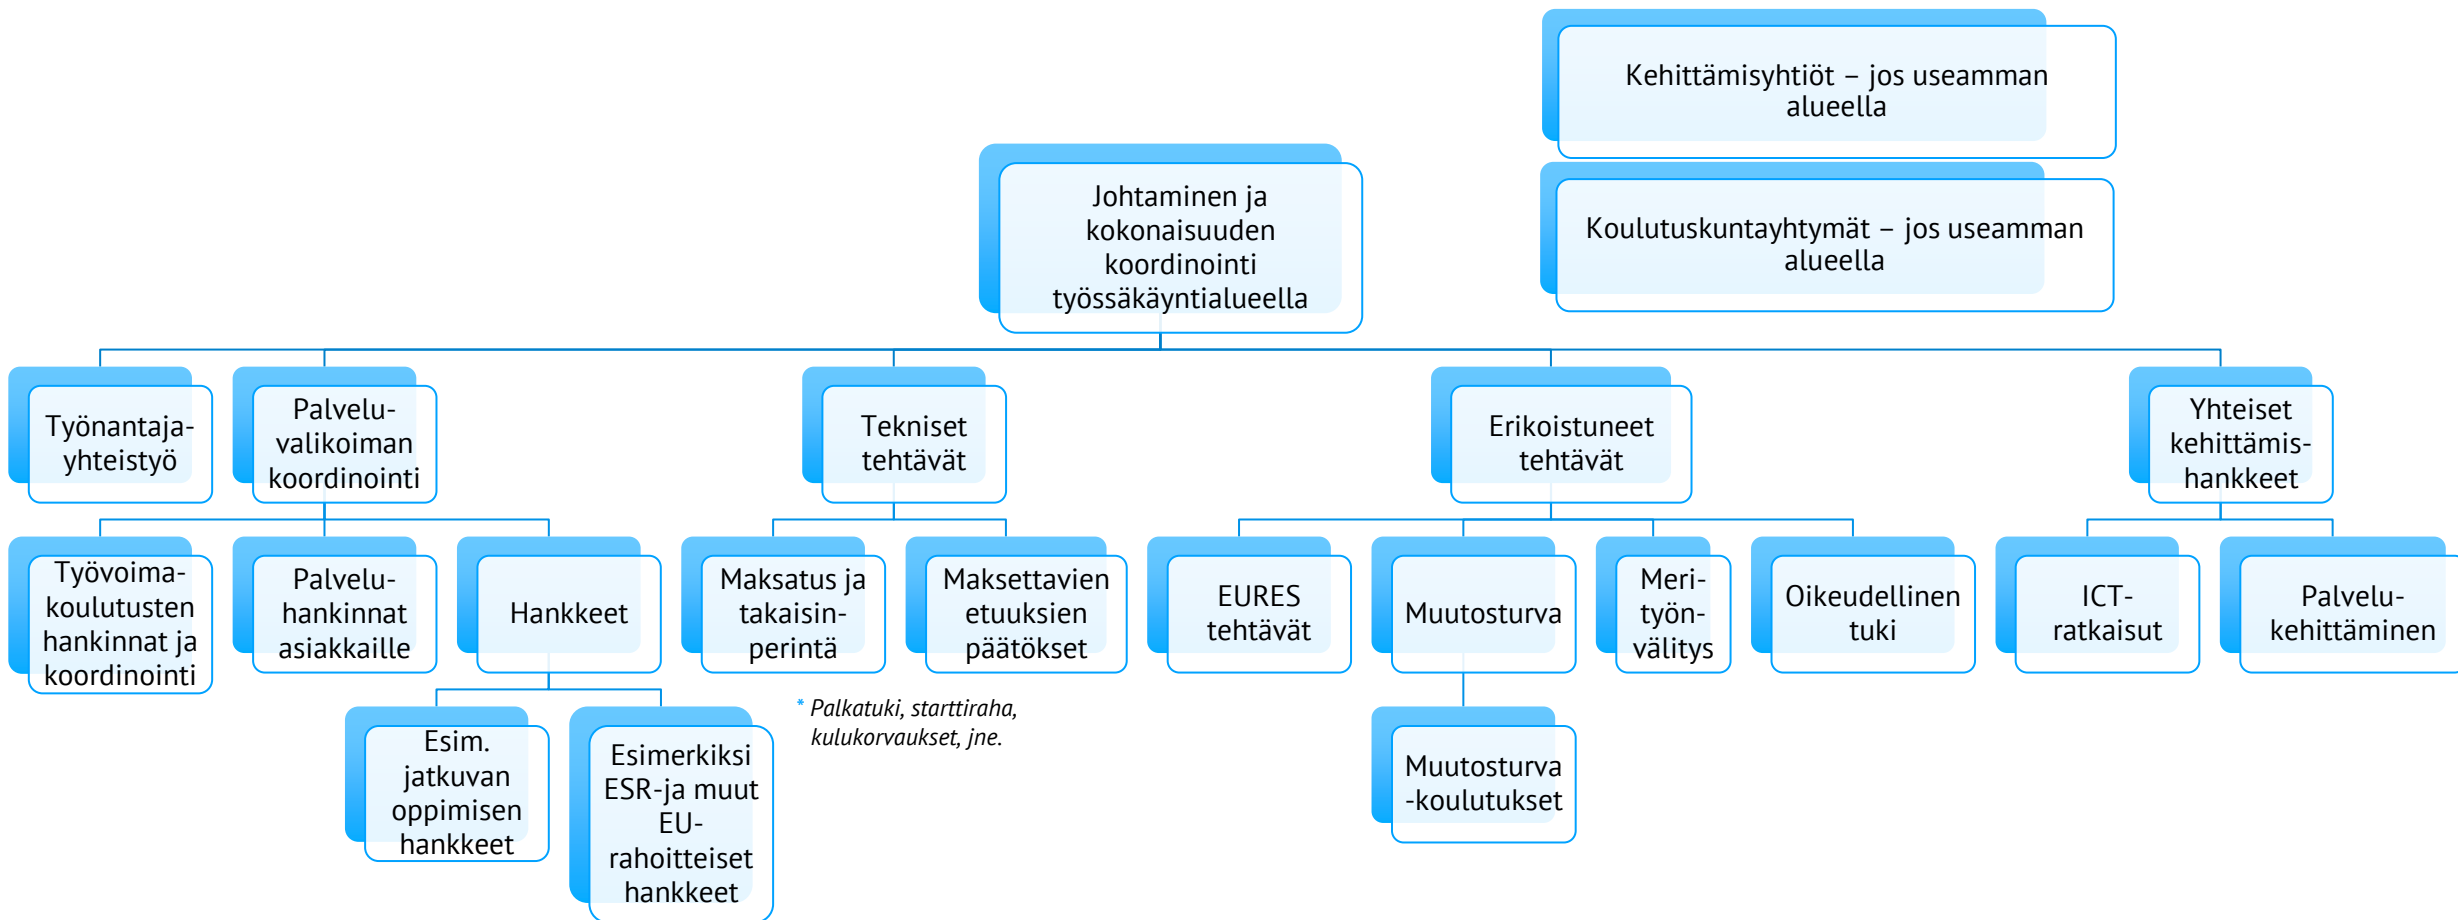 Kehittämisyhtiöt – jos useamman
alueella
Koulutuskuntayhtymät – jos useamman
alueella
Johtaminen ja
kokonaisuuden
koordinointi
työssäkäyntialueella
Työnantaja-
yhteistyö
Palvelu-
valikoiman
koordinointi
Tekniset
tehtävät
Erikoistuneet
tehtävät
Yhteiset
kehittämis-
hankkeet
Työvoima-
koulutusten
hankinnat ja
koordinointi
Palvelu-
hankinnat
asiakkaille
Hankkeet
Maksatus ja
takaisin-
perintä
Maksettavien
etuuksien
päätökset
EURES
tehtävät
Muutosturva
Meri-
työn-
välitys
Oikeudellinen
tuki
ICT-
ratkaisut
Palvelu-
kehittäminen
Esim.
jatkuvan
oppimisen
hankkeet
Esimerkiksi
ESR-ja muut
EU-
rahoitteiset
hankkeet
* Palkatuki, starttiraha,
kulukorvaukset, jne.
Muutosturva
-koulutukset